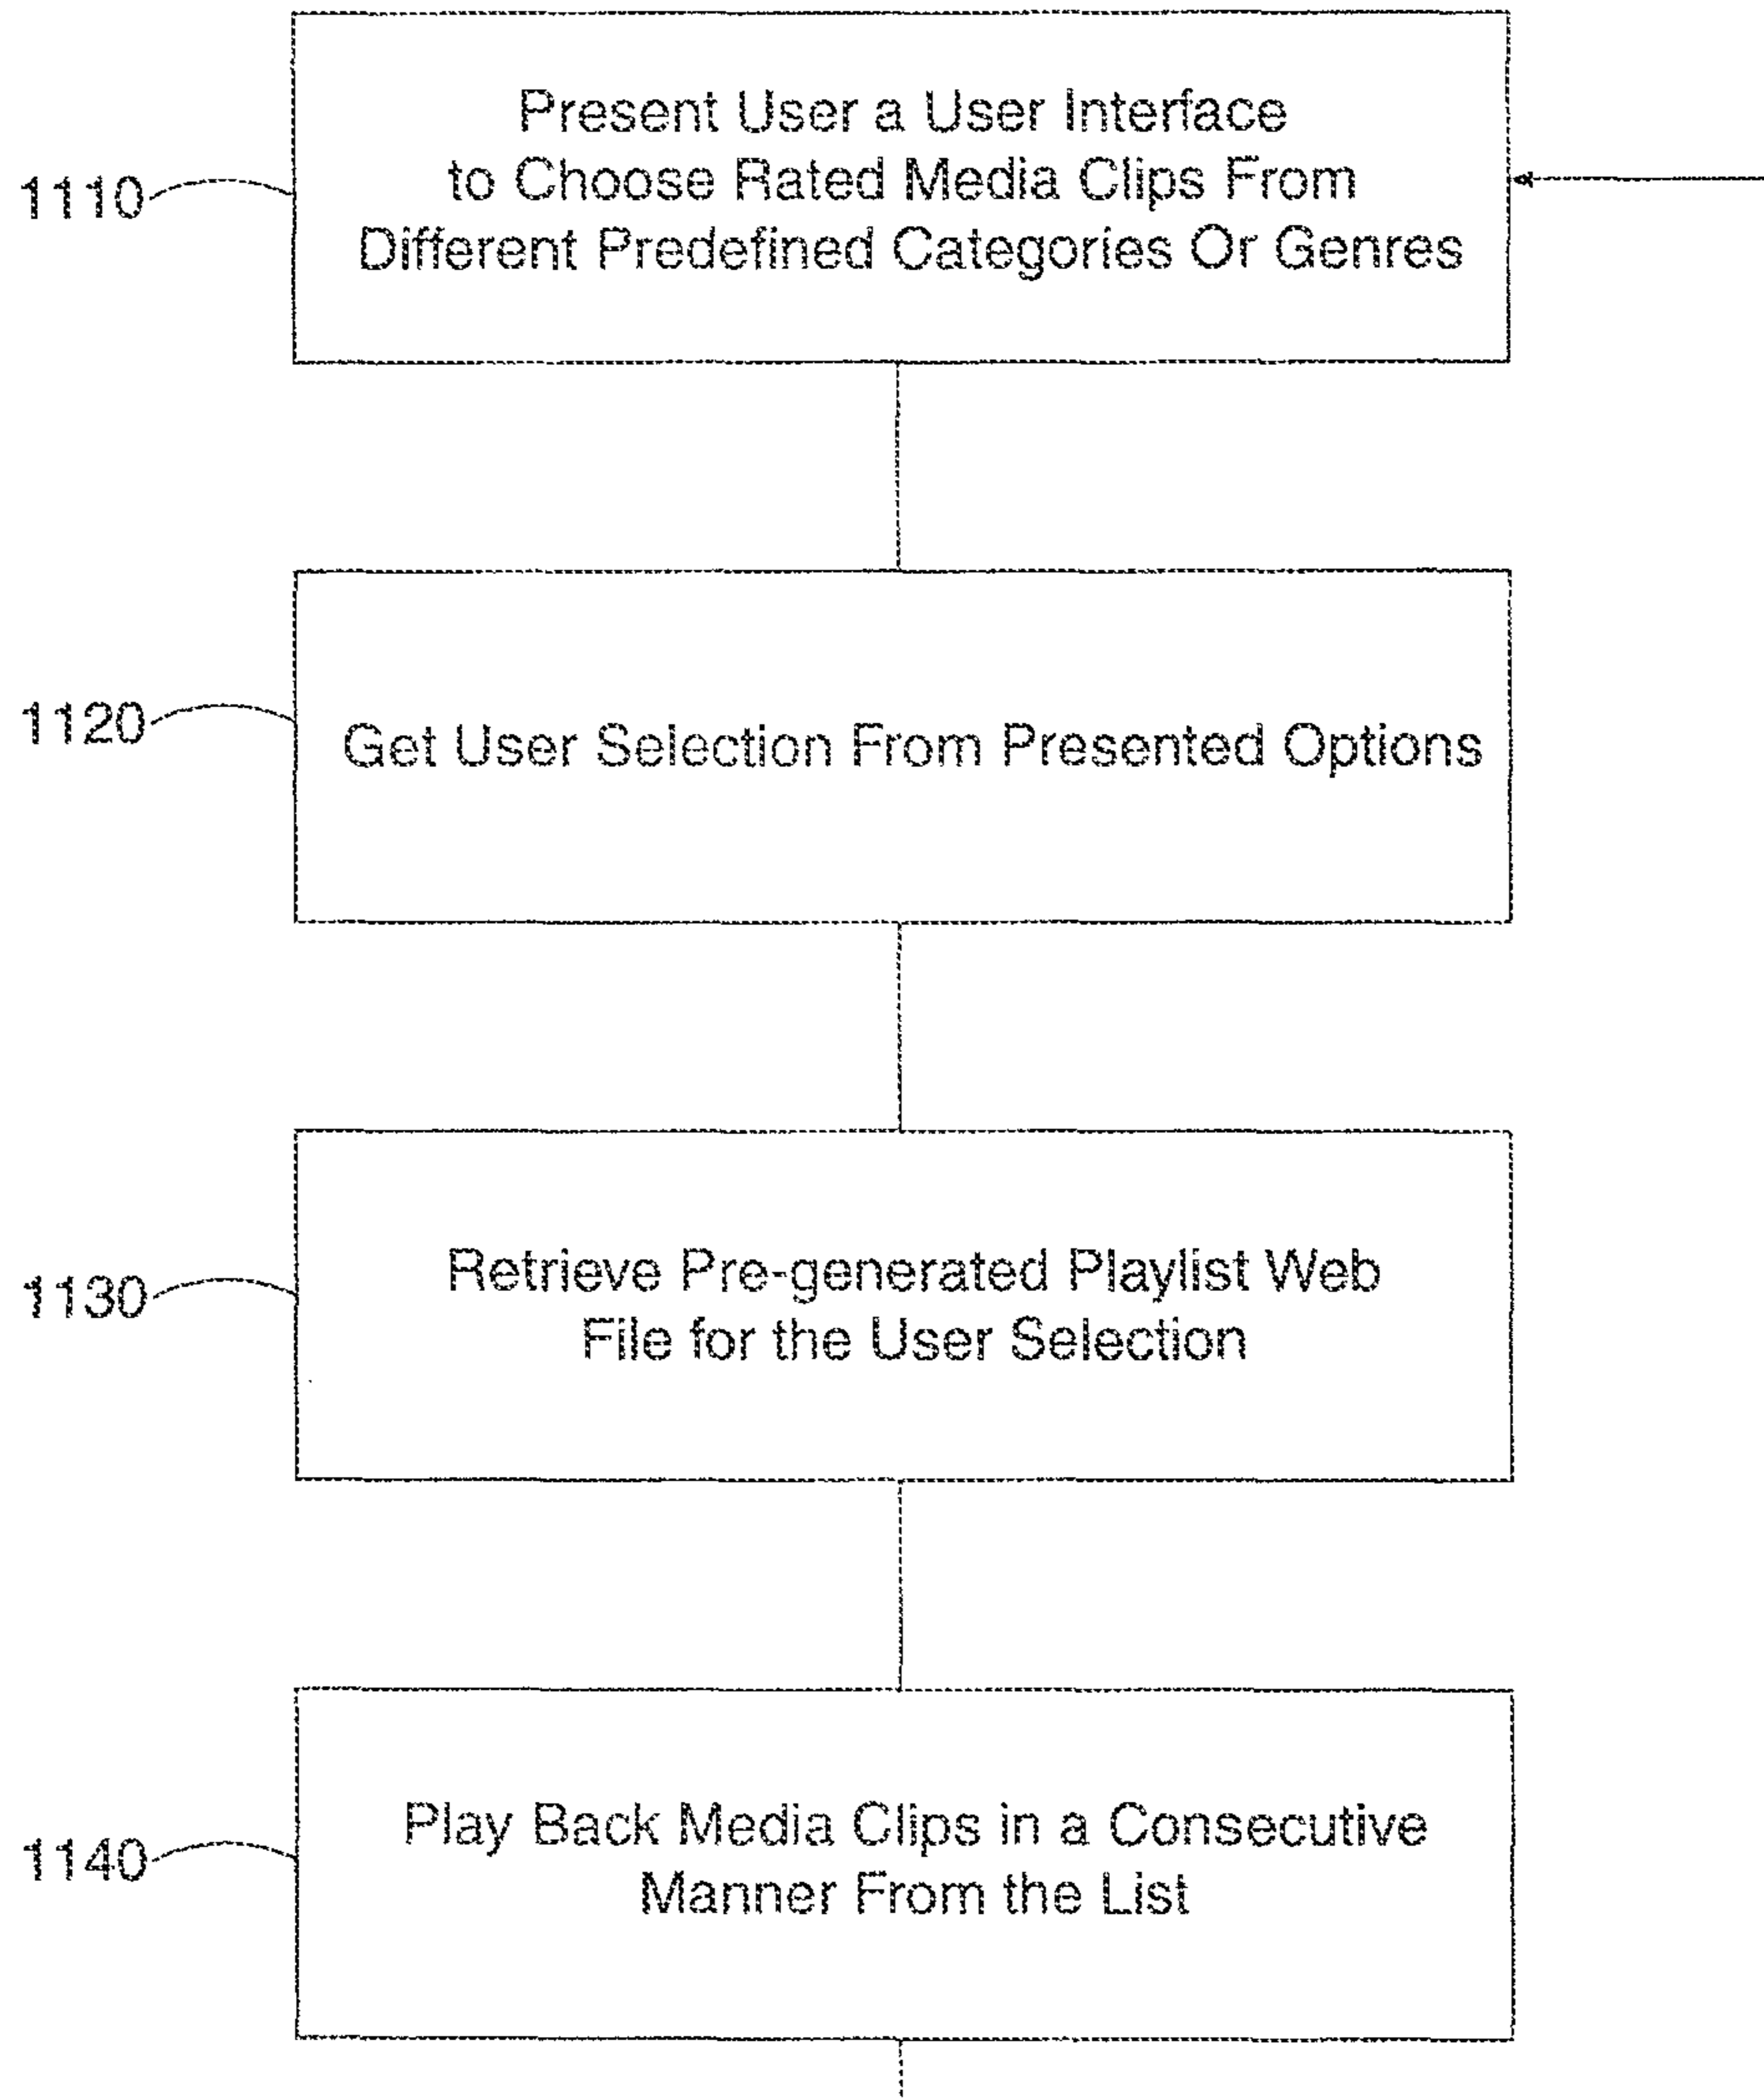 Present User a User Interface
to Choose Rated Media Clips From
Different Predefined Categories Or Genres
1110
1120
Get User Selection From Presented Options
Retrieve Pre-generated Playlist Web
File for the User Selection
1130
Play Back Media Clips in a Consecutive
Manner From the List
1140